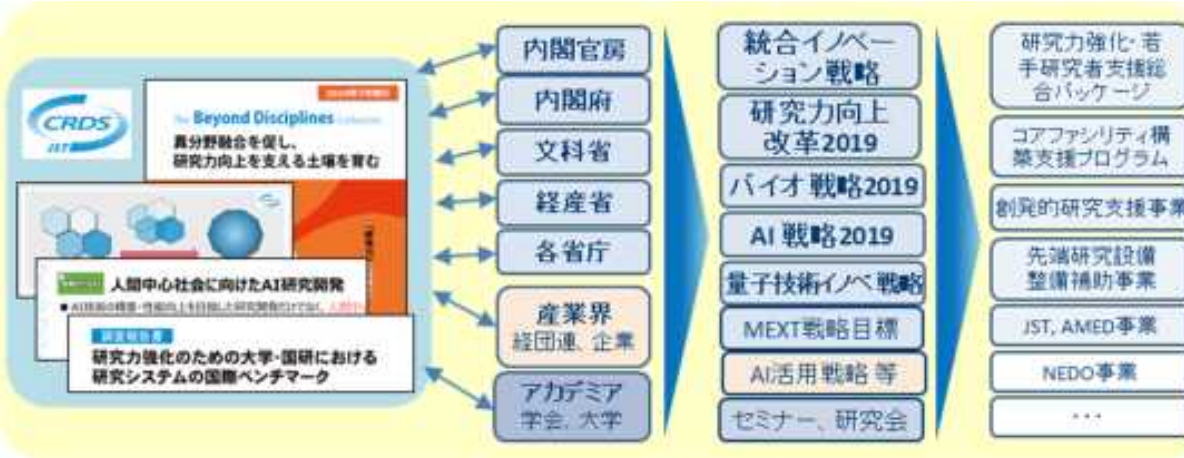 CRDS
JST
The Beyond Disciplines Collection
異分野融合を促し、
研究力向上を支える土壌を育む
人間中心社会に向けたAI研究開発
調査報告書
研究力強化のための大学・国研における
研究システムの国際ベンチマーク
内閣官房
内閣府
文科省
経産省
各省庁
産業界
経団連、企業
アカデミア
学会、大学
統合イノベー
ション戦略
研究力向上
改革2019
バイオ戦略2019
AI戦略2019
量子技術イノベ戦略
MEXT戦略目標
AI活用戦略 等
セミナー、研究会
研究力強化・若
手研究者支援総
合パッケージ
コアファシリティ構
築支援プログラム
創発的研究支援事業
先端研究設備
整備補助事業
JST, AMED事業
NEDO事業
・・・